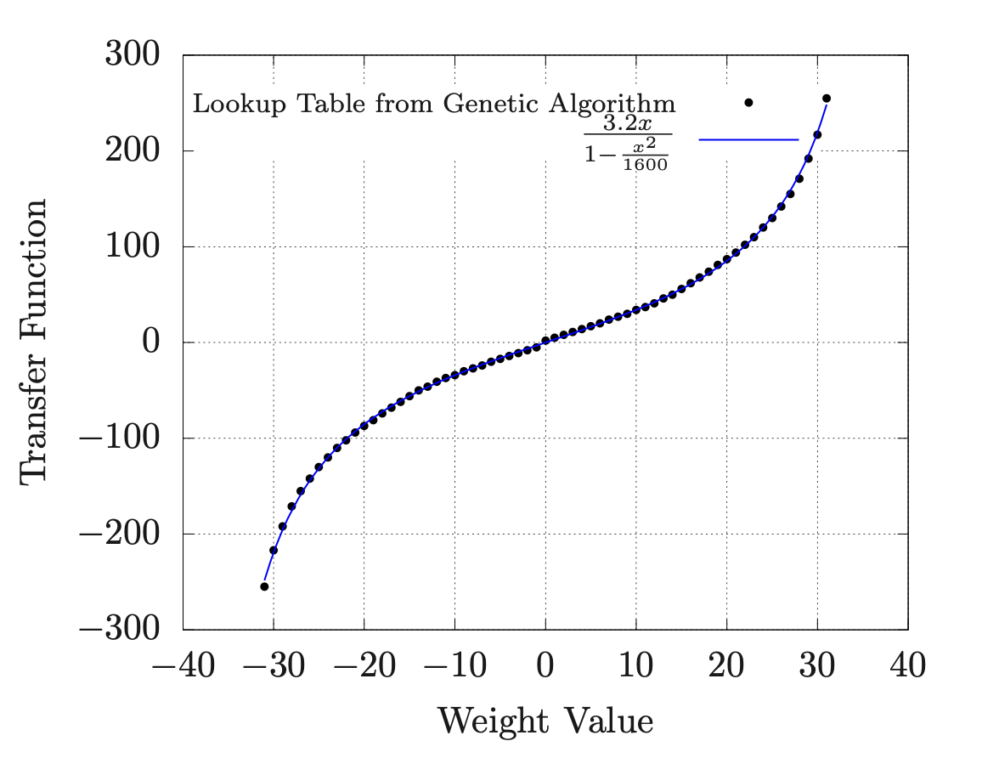 300
Lookup Table from Genetic Algorithm
3.2x
1−x²/1600
200
100
0
−100
−200
−300
−40 −30 −20 −10 0 10 20 30 40
Transfer Function
Weight Value